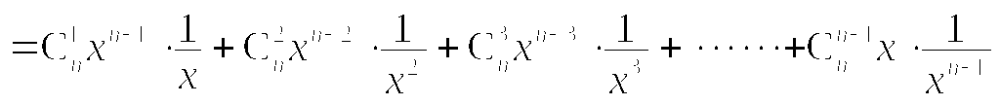 =C_n^1 x^{n-1} · 1/x + C_n^2 x^{n-2} · 1/x^2 + C_n^3 x^{n-3} · 1/x^3 + ······+C_n^{n-1} x · 1/x^{n-1}